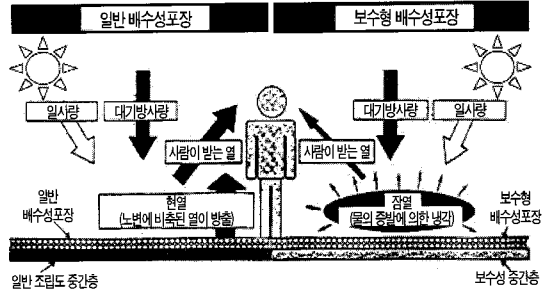 일반 배수성포장 보수형 배수성포장
일사량 대기방사량 대기방사량 일사량
사람이 받는 열 사람이 받는 열
일반
배수성포장
현열
(노변에 비축된 열이 방출)
잠열
(물의 증발에 의한 냉각)
보수형
배수성포장
일반 조립도 중간층 보수성 중간층